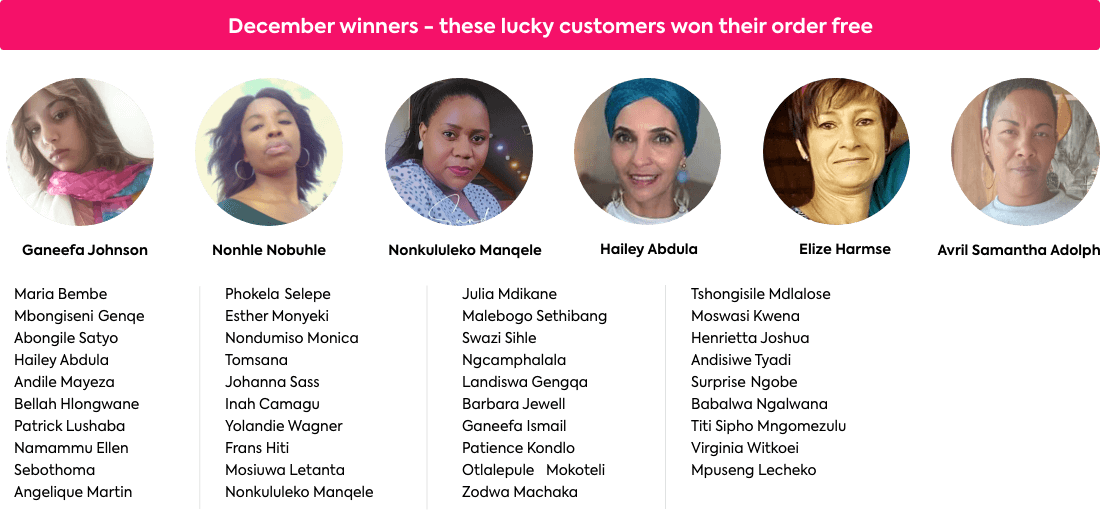 December winners - these lucky customers won their order free
Ganeefa Johnson
Nonhle Nobuhle
Nonkululeko Manqele
Hailey Abdula
Elize Harmse
Avril Samantha Adolph
Maria Bembe
Mbongiseni Genqe
Abongile Satyo
Hailey Abdula
Andile Mayeza
Bellah Hlongwane
Patrick Lushaba
Namammu Ellen
Sebothoma
Angelique Martin
Phokela Selepe
Esther Monyeki
Nondumiso Monica
Tomsana
Johanna Sass
Inah Camagu
Yolandie Wagner
Frans Hiti
Mosiuwa Letanta
Nonkululeko Manqele
Julia Mdikane
Malebogo Sethibang
Swazi Sihle
Ngcamphalala
Landiswa Gengqa
Barbara Jewell
Ganeefa Ismail
Patience Kondlo
Otlalepule Mokoteli
Zodwa Machaka
Tshongisile Mdlalose
Moswasi Kwena
Henrietta Joshua
Andisiwe Tyadi
Surprise Ngobe
Babalwa Ngalwana
Titi Sipho Mngomezulu
Virginia Witkoei
Mpuseng Lecheko